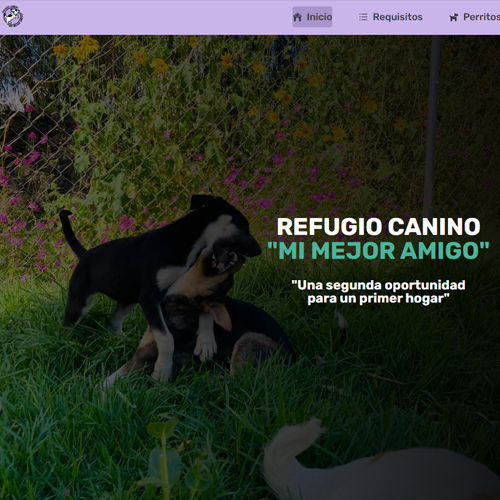 Inicio
Requisitos
Perritos
REFUGIO CANINO
"MI MEJOR AMIGO"
"Una segunda oportunidad
para un primer hogar"